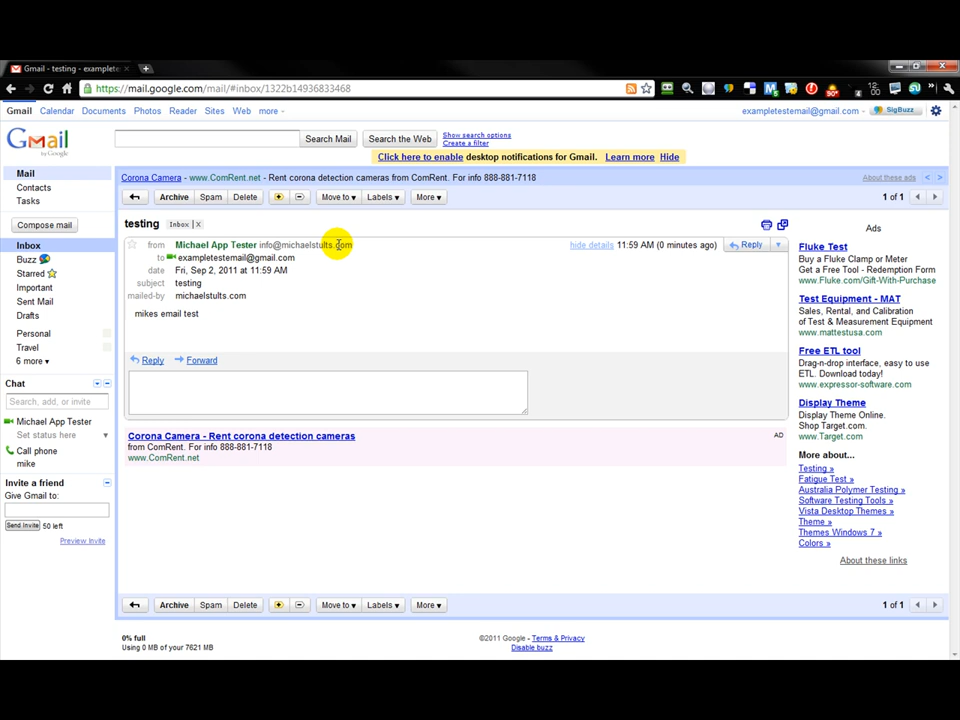 Gmail - testing - examplete
https://mail.google.com/mail/#inbox/1322b14936833468
Gmail Calendar Documents Photos Reader Sites Web more
exampletestemail@gmail.com SigBuzz
Gmail by Google
Search Mail Search the Web Show search options
Create a filter
Click here to enable desktop notifications for Gmail. Learn more Hide
Mail
Contacts
Tasks
Compose mail
Inbox
Buzz
Starred
Important
Sent Mail
Drafts
Personal
Travel
6 more
Chat
Search, add, or invite
Michael App Tester
Set status here
Call phone
mike
Invite a friend
Give Gmail to:
Send Invite 50 left
Preview Invite
Corona Camera - www.ComRent.net - Rent corona detection cameras from ComRent. For info 888-881-7118 About these ads < >
Archive Spam Delete Move to Labels More 1 of 1
testing Inbox | X
from Michael App Tester info@michaelstults.com hide details 11:59 AM (0 minutes ago) Reply
to exampletestemail@gmail.com
date Fri, Sep 2, 2011 at 11:59 AM
subject testing
mailed-by michaelstults.com
mikes email test
Reply Forward
Corona Camera - Rent corona detection cameras AD
from ComRent. For info 888-881-7118
www.ComRent.net
Ads
Fluke Test
Buy a Fluke Clamp or Meter
Get a Free Tool - Redemption Form
www.Fluke.com/Gift-With-Purchase
Test Equipment - MAT
Sales, Rental, and Calibration
of Test & Measurement Equipment
www.mattestusa.com
Free ETL tool
Drag-n-drop interface, easy to use
ETL. Download today!
www.expressor-software.com
Display Theme
Display Theme Online.
Shop Target.com.
www.Target.com
More about...
Testing »
Fatigue Test »
Australia Polymer Testing »
Software Testing Tools »
Vista Desktop Themes »
Theme »
Themes Windows 7 »
Colors »
About these links
Archive Spam Delete Move to Labels More 1 of 1
0% full
Using 0 MB of your 7621 MB
©2011 Google - Terms & Privacy
Disable buzz